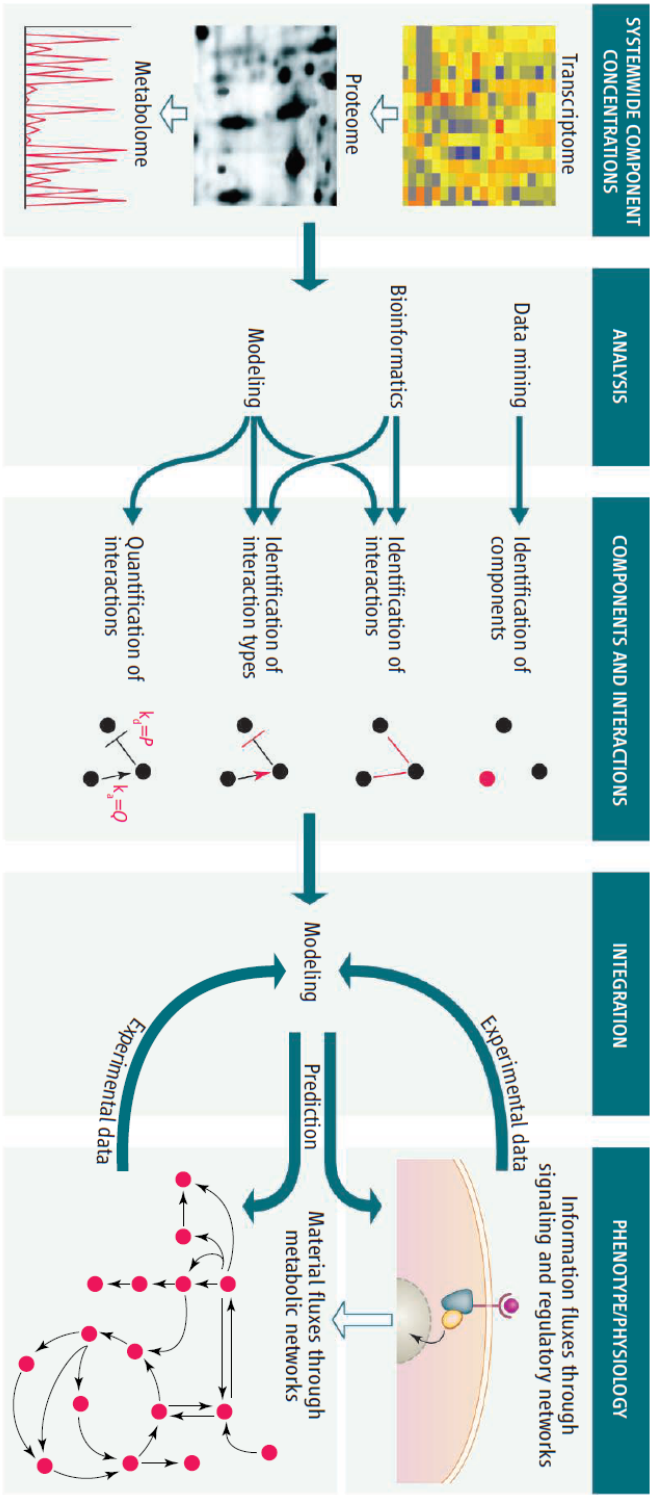 SYSTEMWIDE COMPONENT
CONCENTRATIONS
Transcriptome
Proteome
Metabolome
ANALYSIS
Data mining
Bioinformatics
Modeling
COMPONENTS AND INTERACTIONS
Identification of
components
Identification of
interactions
Identification of
interaction types
Quantification of
interactions
kd=P
ka=Q
INTEGRATION
Experimental data
Modeling
Prediction
Experimental data
PHENOTYPE/PHYSIOLOGY
Information fluxes through
signaling and regulatory networks
Material fluxes through
metabolic networks